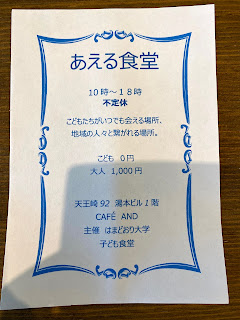 あえる食堂
10時～18時
不定休
こどもたちがいつでも会える場所、
地域の人々と繋がれる場所。
こども 0円
大人 1,000円
天王崎92 湯本ビル1階
CAFÉ AND
主催 はまどおり大学
子ども食堂